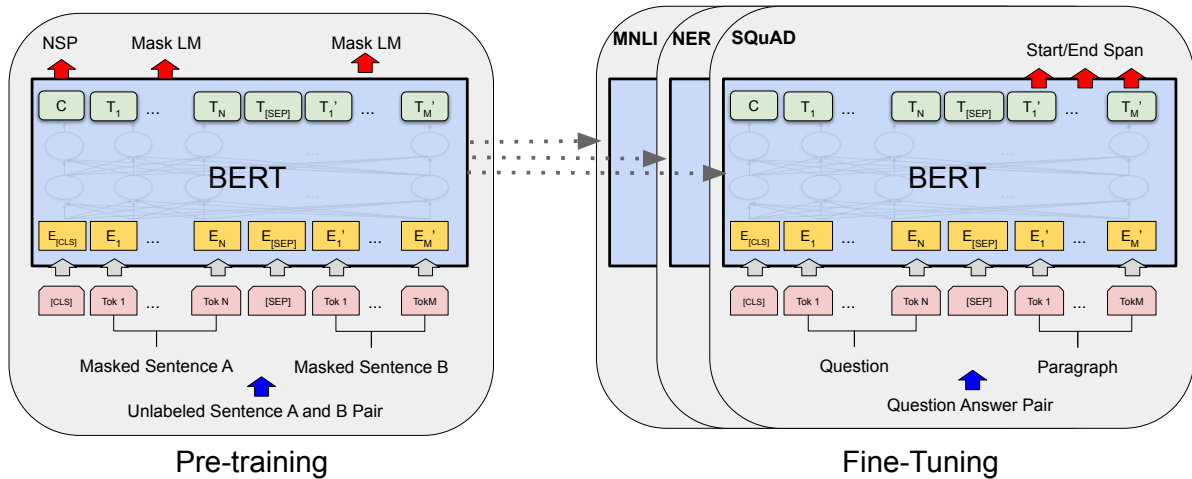 NSP Mask LM Mask LM
C T1 ... TN T[SEP] T1' ... TM'
...
BERT
...
E[CLS] E1 ... EN E[SEP] E1' ... EM'
[CLS] Tok 1 ... Tok N [SEP] Tok 1 ... TokM
Masked Sentence A Masked Sentence B
Unlabeled Sentence A and B Pair
Pre-training
MNLI NER SQuAD
Start/End Span
C T1 ... TN T[SEP] T1' ... TM'
...
BERT
...
E[CLS] E1 ... EN E[SEP] E1' ... EM'
[CLS] Tok 1 ... Tok N [SEP] Tok 1 ... TokM
Question Paragraph
Question Answer Pair
Fine-Tuning